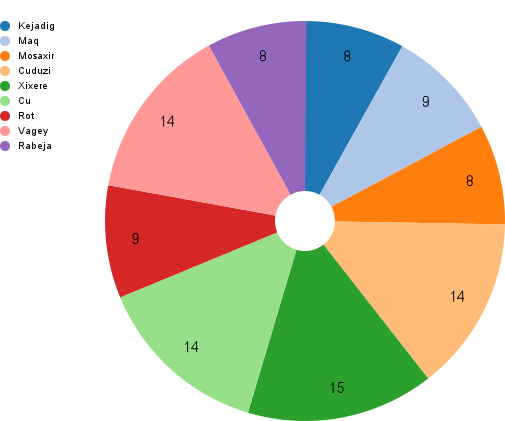 Kejadig
Maq
Mosaxir
Cuduzi
Xixere
Cu
Rot
Vagey
Rabeja
8
8
9
14
8
9
14
14
15